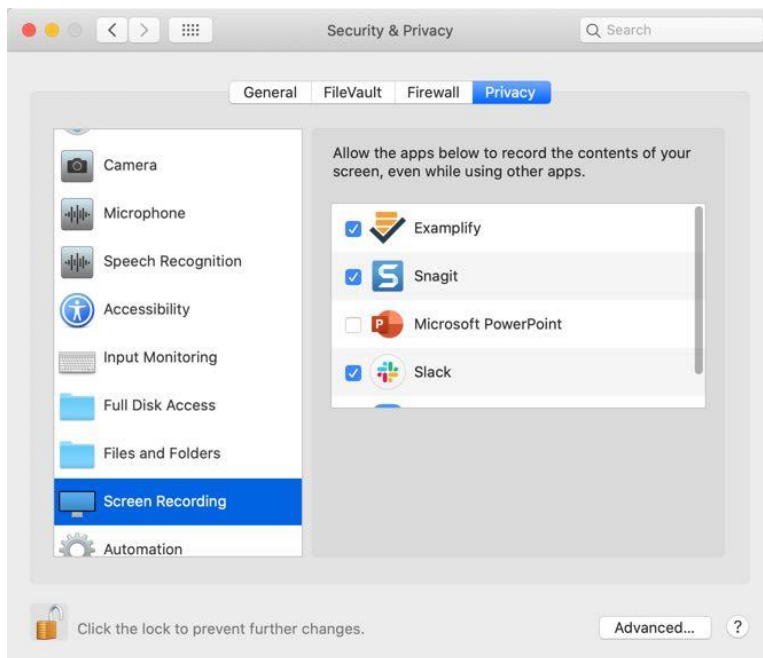 Security & Privacy
Search
General
FileVault
Firewall
Privacy
Camera
Microphone
Speech Recognition
Accessibility
Input Monitoring
Full Disk Access
Files and Folders
Screen Recording
Automation
Allow the apps below to record the contents of your
screen, even while using other apps.
Examplify
Snagit
Microsoft PowerPoint
Slack
Click the lock to prevent further changes.
Advanced...
?